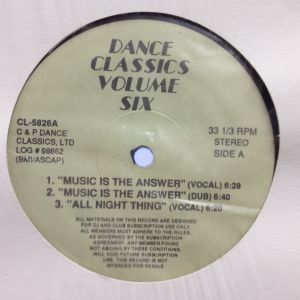 DANCE
CLASSICS
VOLUME
SIX
CL-5826A
C & P DANCE
CLASSICS, LTD
LOG # 98862
(BMI/ASCAP)
33 1/3 RPM
STEREO
SIDE A
1. "MUSIC IS THE ANSWER" (VOCAL) 6:28
2. "MUSIC IS THE ANSWER" (DUB) 6:40
3. "ALL NIGHT THING" (VOCAL) 6:20
ALL MATERIALS ON THIS RECORD ARE DESIGNED
FOR DJ AND CLUB SUBSCRIPTION USE ONLY
ALL MEMBERS MUST ADHERE TO THE RULES,
AS GOVERNED BY THE SUBSCRIPTION
AGREEMENT. ANY MEMBER FOUND
NOT ABIDING BY THESE CONDITIONS,
WILL VOID FUTURE SUBSCRIPTION
USE. THIS RECORD IS NOT
INTENDED FOR RESALE